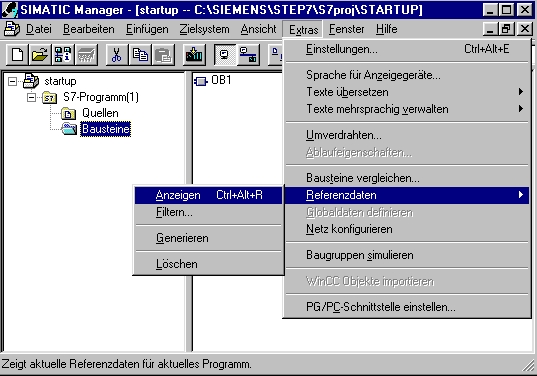 SIMATIC Manager - [startup -- C:\SIEMENS\STEP7\S7proj\STARTUP]
Datei Bearbeiten Einfügen Zielsystem Ansicht Extras Fenster Hilfe
startup
S7-Programm(1)
Quellen
Bausteine
OB1
Einstellungen... Ctrl+Alt+E
Sprache für Anzeigegeräte...
Texte übersetzen
Texte mehrsprachig verwalten
Umverdrahten...
Ablaufeigenschaften...
Bausteine vergleichen...
Referenzdaten
Globaldaten definieren
Netz konfigurieren
Baugruppen simulieren
WinCC Objekte importieren
PG/PC-Schnittstelle einstellen...
Anzeigen Ctrl+Alt+R
Filtern...
Generieren
Löschen
Zeigt aktuelle Referenzdaten für aktuelles Programm.